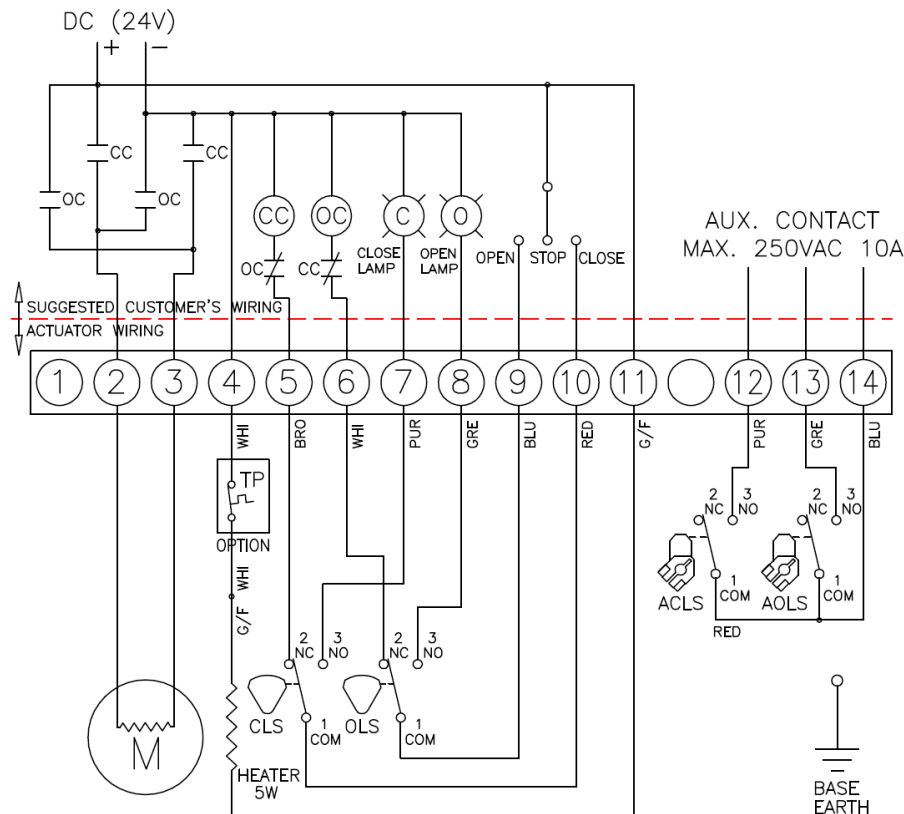 DC (24V)
+ −
CC CC
OC OC
CC OC C O
OC CC
CLOSE LAMP
OPEN LAMP
OPEN STOP CLOSE
AUX. CONTACT
MAX. 250VAC 10A
SUGGESTED CUSTOMER'S WIRING
ACTUATOR WIRING
1 2 3 4 5 6 7 8 9 10 11 12 13 14
WHI BRO WHI PUR GRE BLU RED G/F PUR GRE BLU
TP
OPTION
WHI
G/F
2 NC 3 NO
1 COM
ACLS
2 NC 3 NO
1 COM
AOLS
RED
2 NC 3 NO
1 COM
CLS
2 NC 3 NO
1 COM
OLS
M
HEATER
5W
BASE
EARTH